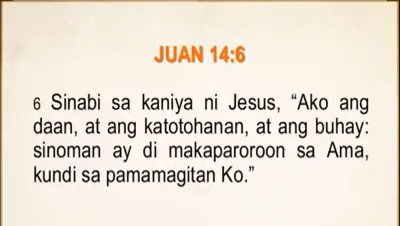 JUAN 14:6
6 Sinabi sa kaniya ni Jesus, “Ako ang
daan, at ang katotohanan, at ang buhay:
sinoman ay di makaparoroon sa Ama,
kundi sa pamamagitan Ko.”